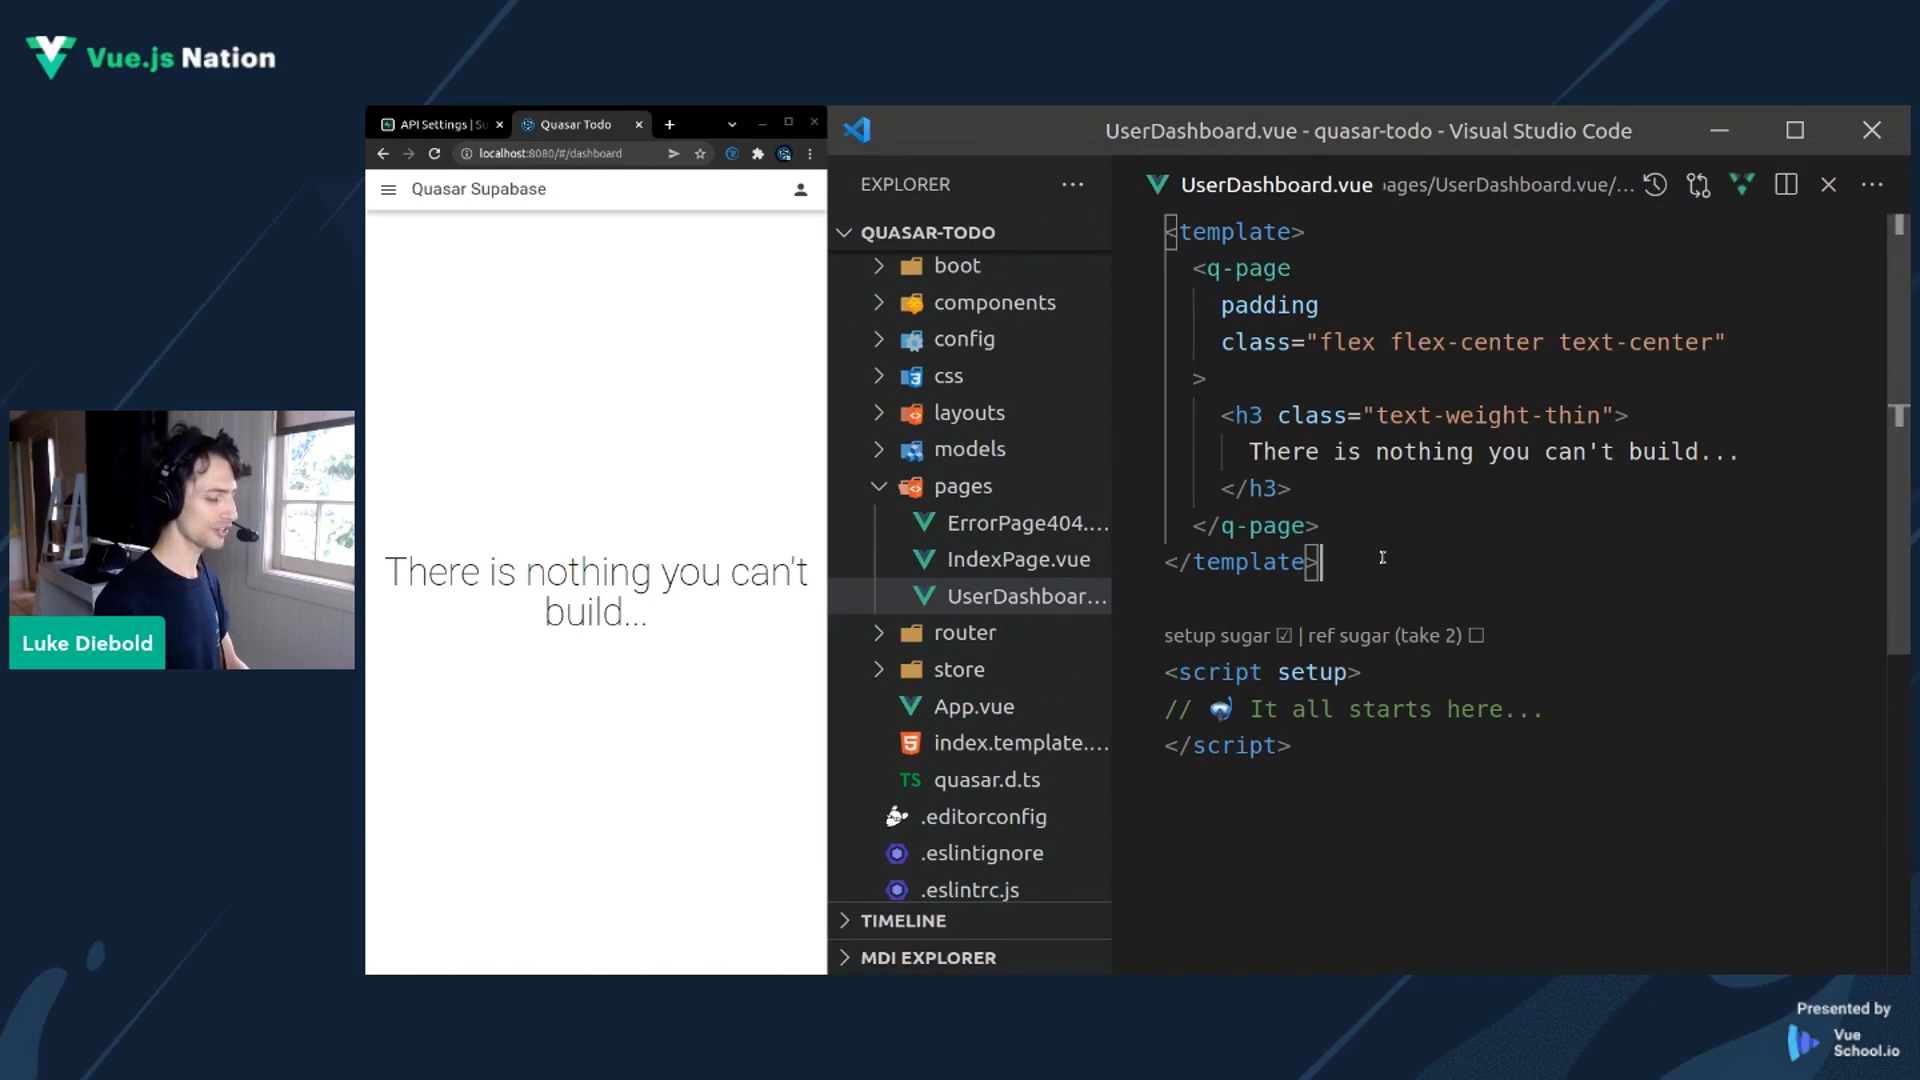 Vue.js Nation
API Settings | Su
Quasar Todo
localhost:8080/#/dashboard
Quasar Supabase
There is nothing you can't
build...
Luke Diebold
UserDashboard.vue - quasar-todo - Visual Studio Code
EXPLORER
QUASAR-TODO
boot
components
config
css
layouts
models
pages
ErrorPage404....
IndexPage.vue
UserDashboar...
router
store
App.vue
index.template....
TS quasar.d.ts
.editorconfig
.eslintignore
.eslintrc.js
TIMELINE
MDI EXPLORER
UserDashboard.vue ages/UserDashboard.vue/...
<template>
<q-page
padding
class="flex flex-center text-center"
>
<h3 class="text-weight-thin">
There is nothing you can't build...
</h3>
</q-page>
</template>
setup sugar ☑ | ref sugar (take 2) ☐
<script setup>
// 🤿 It all starts here...
</script>
Presented by
Vue
School.io